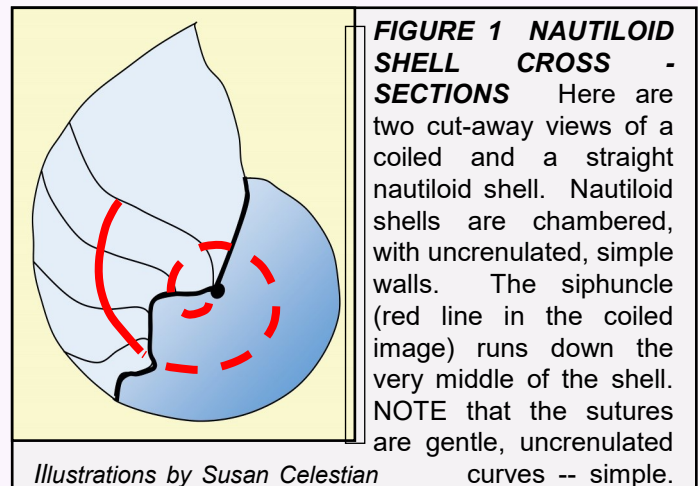 FIGURE 1 NAUTILOID
SHELL CROSS -
SECTIONS Here are
two cut-away views of a
coiled and a straight
nautiloid shell. Nautiloid
shells are chambered,
with uncrenulated, simple
walls. The siphuncle
(red line in the coiled
image) runs down the
very middle of the shell.
NOTE that the sutures
are gentle, uncrenulated
curves -- simple.
Illustrations by Susan Celestian